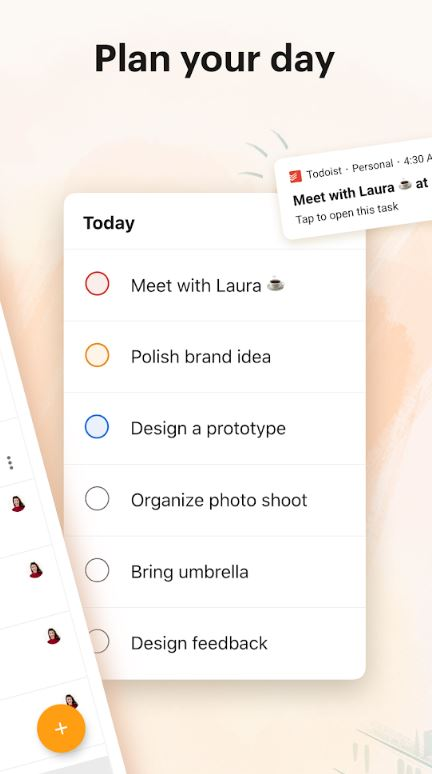 Plan your day
Todoist · Personal · 4:30 A
Meet with Laura ☕ at
Tap to open this task
Today
Meet with Laura ☕
Polish brand idea
Design a prototype
Organize photo shoot
Bring umbrella
Design feedback